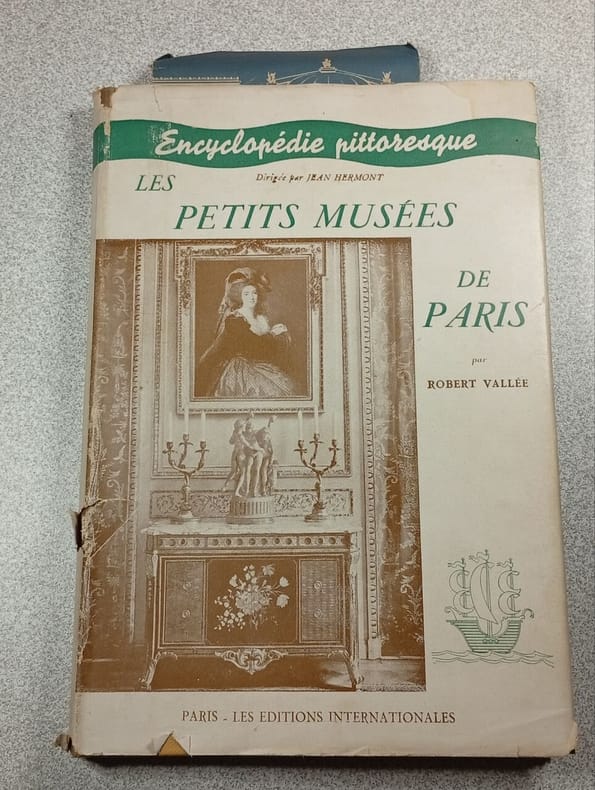 Encyclopédie pittoresque
Dirigée par JEAN HERMONT
LES
PETITS MUSÉES
DE
PARIS
par
ROBERT VALLÉE
PARIS - LES EDITIONS INTERNATIONALES